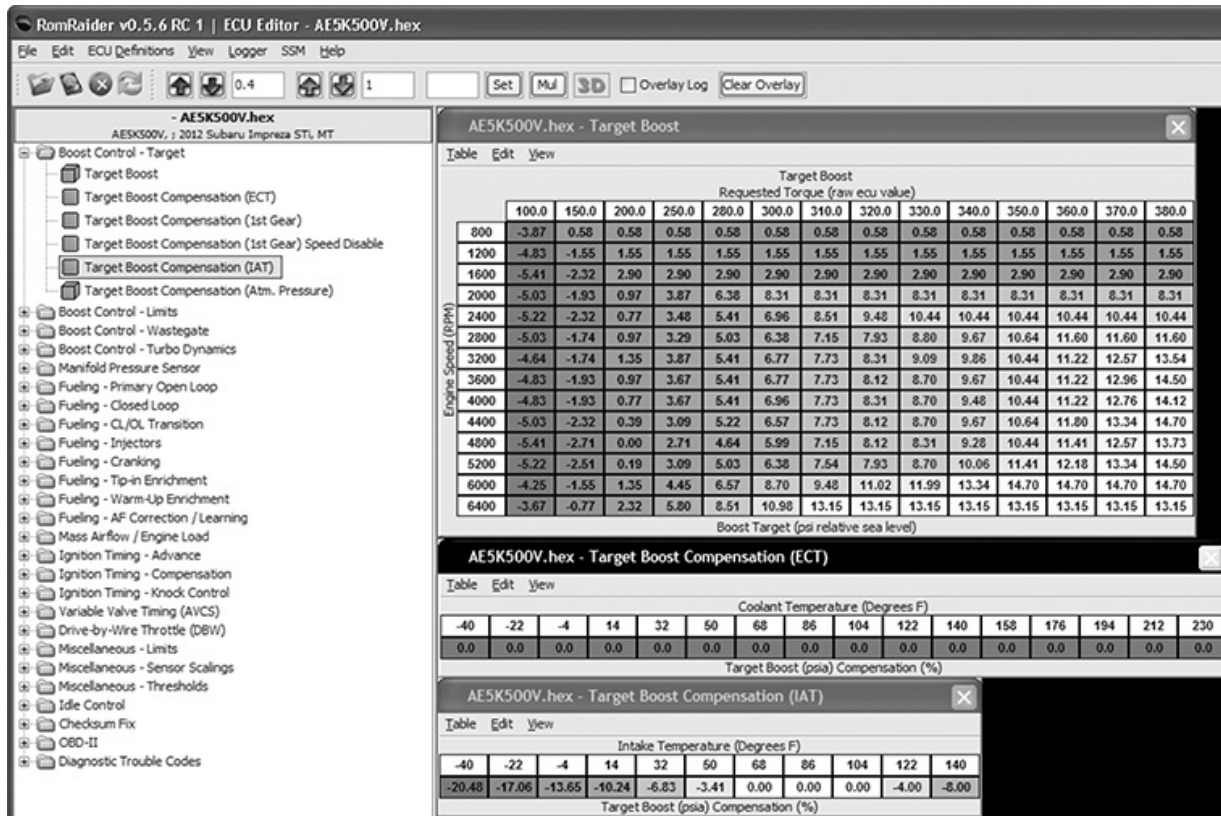 RomRaider v0.5.6 RC 1 | ECU Editor - AE5K500V.hex
File Edit ECU Definitions View Logger SSM Help
0.4 1 Set Mul 3D Overlay Log Clear Overlay
- AE5K500V.hex
AE5K500V, ; 2012 Subaru Impreza STi, MT
Boost Control - Target
Target Boost
Target Boost Compensation (ECT)
Target Boost Compensation (1st Gear)
Target Boost Compensation (1st Gear) Speed Disable
Target Boost Compensation (IAT)
Target Boost Compensation (Atm. Pressure)
Boost Control - Limits
Boost Control - Wastegate
Boost Control - Turbo Dynamics
Manifold Pressure Sensor
Fueling - Primary Open Loop
Fueling - Closed Loop
Fueling - CL/OL Transition
Fueling - Injectors
Fueling - Cranking
Fueling - Tip-in Enrichment
Fueling - Warm-Up Enrichment
Fueling - AF Correction / Learning
Mass Airflow / Engine Load
Ignition Timing - Advance
Ignition Timing - Compensation
Ignition Timing - Knock Control
Variable Valve Timing (AVCS)
Drive-by-Wire Throttle (DBW)
Miscellaneous - Limits
Miscellaneous - Sensor Scalings
Miscellaneous - Thresholds
Idle Control
Checksum Fix
OBD-II
Diagnostic Trouble Codes
AE5K500V.hex - Target Boost
Table Edit View
Target Boost
Requested Torque (raw ecu value)
100.0 150.0 200.0 250.0 280.0 300.0 310.0 320.0 330.0 340.0 350.0 360.0 370.0 380.0
Engine Speed (RPM)
800 -3.87 0.58 0.58 0.58 0.58 0.58 0.58 0.58 0.58 0.58 0.58 0.58 0.58 0.58
1200 -4.83 -1.55 1.55 1.55 1.55 1.55 1.55 1.55 1.55 1.55 1.55 1.55 1.55 1.55
1600 -5.41 -2.32 2.90 2.90 2.90 2.90 2.90 2.90 2.90 2.90 2.90 2.90 2.90 2.90
2000 -5.03 -1.93 0.97 3.87 6.38 8.31 8.31 8.31 8.31 8.31 8.31 8.31 8.31 8.31
2400 -5.22 -2.32 0.77 3.48 5.41 6.96 8.51 9.48 10.44 10.44 10.44 10.44 10.44 10.44
2800 -5.03 -1.74 0.97 3.29 5.03 6.38 7.15 7.93 8.80 9.67 10.64 11.60 11.60 11.60
3200 -4.64 -1.74 1.35 3.87 5.41 6.77 7.73 8.31 9.09 9.86 10.44 11.22 12.57 13.54
3600 -4.83 -1.93 0.97 3.67 5.41 6.77 7.73 8.12 8.70 9.67 10.44 11.22 12.96 14.50
4000 -4.83 -1.93 0.77 3.67 5.41 6.96 7.73 8.31 8.70 9.48 10.44 11.22 12.76 14.12
4400 -5.03 -2.32 0.39 3.09 5.22 6.57 7.73 8.12 8.70 9.67 10.64 11.80 13.34 14.70
4800 -5.41 -2.71 0.00 2.71 4.64 5.99 7.15 8.12 8.31 9.28 10.44 11.41 12.57 13.73
5200 -5.22 -2.51 0.19 3.09 5.03 6.38 7.54 7.93 8.70 10.06 11.41 12.18 13.34 14.50
6000 -4.25 -1.55 1.35 4.45 6.57 8.70 9.48 11.02 11.99 13.34 14.70 14.70 14.70 14.70
6400 -3.67 -0.77 2.32 5.80 8.51 10.98 13.15 13.15 13.15 13.15 13.15 13.15 13.15 13.15
Boost Target (psi relative sea level)
AE5K500V.hex - Target Boost Compensation (ECT)
Table Edit View
Coolant Temperature (Degrees F)
-40 -22 -4 14 32 50 68 86 104 122 140 158 176 194 212 230
0.0 0.0 0.0 0.0 0.0 0.0 0.0 0.0 0.0 0.0 0.0 0.0 0.0 0.0 0.0 0.0
Target Boost (psia) Compensation (%)
AE5K500V.hex - Target Boost Compensation (IAT)
Table Edit View
Intake Temperature (Degrees F)
-40 -22 -4 14 32 50 68 86 104 122 140
-20.48 -17.06 -13.65 -10.24 -6.83 -3.41 0.00 0.00 0.00 -4.00 -8.00
Target Boost (psia) Compensation (%)